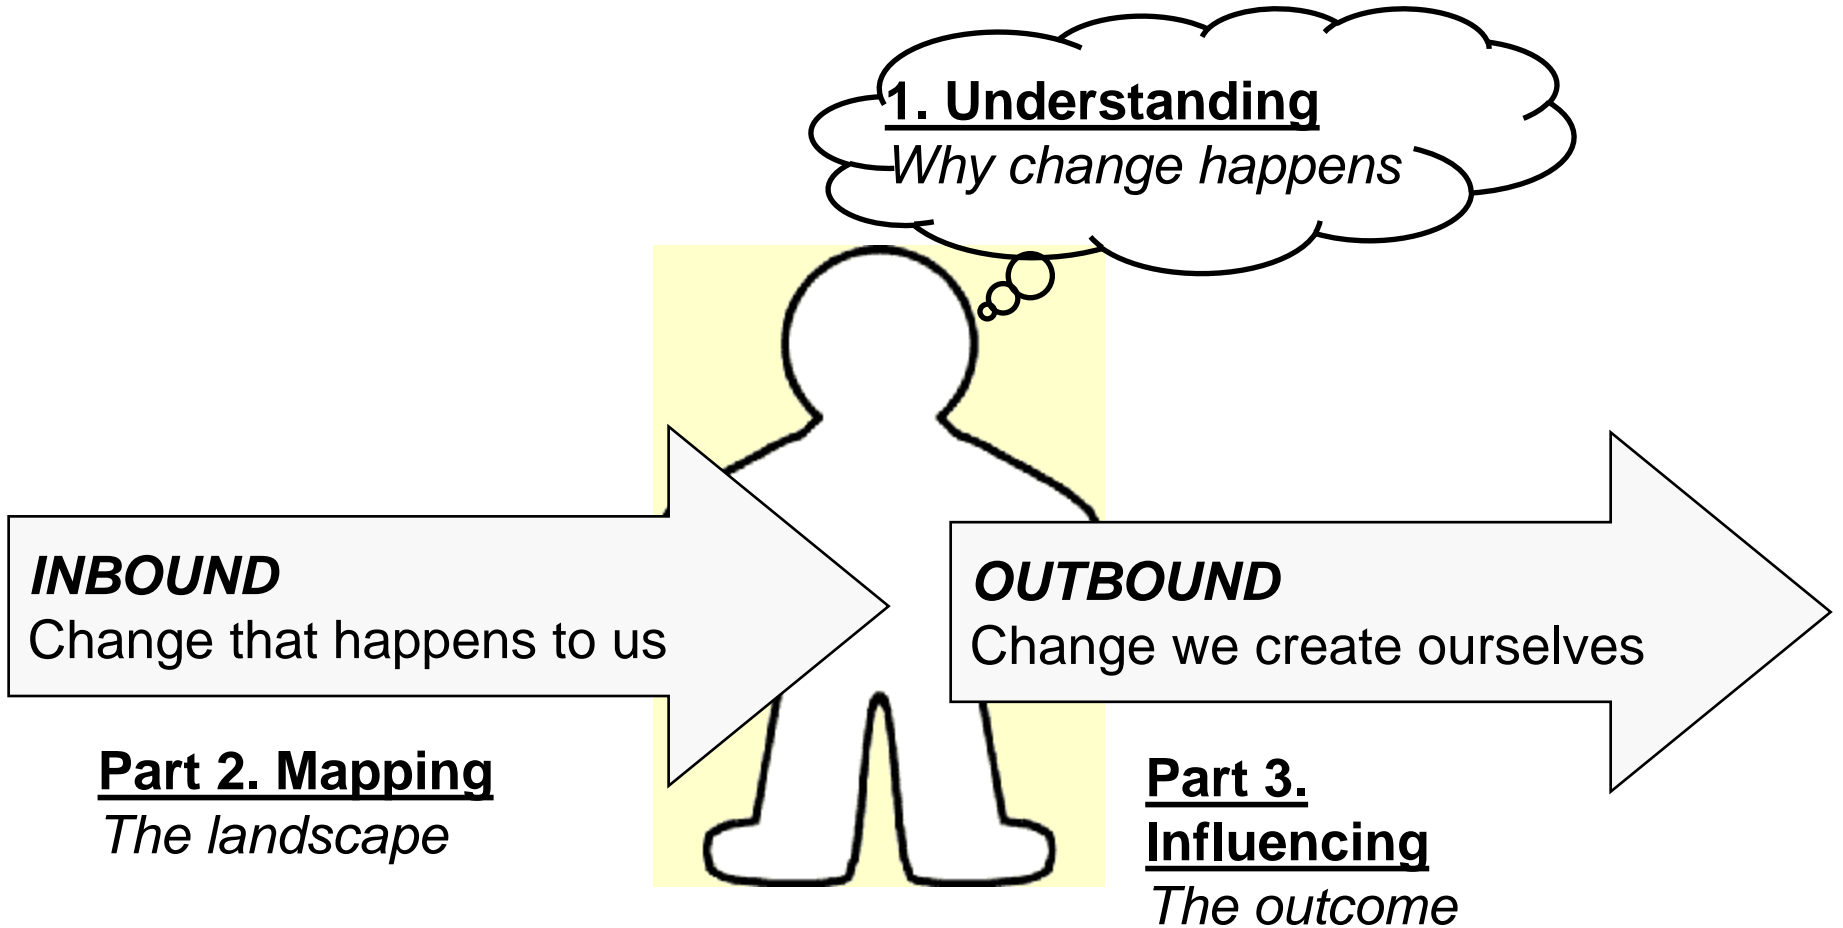 1. Understanding
Why change happens
INBOUND
Change that happens to us
OUTBOUND
Change we create ourselves
Part 2. Mapping
The landscape
Part 3.
Influencing
The outcome